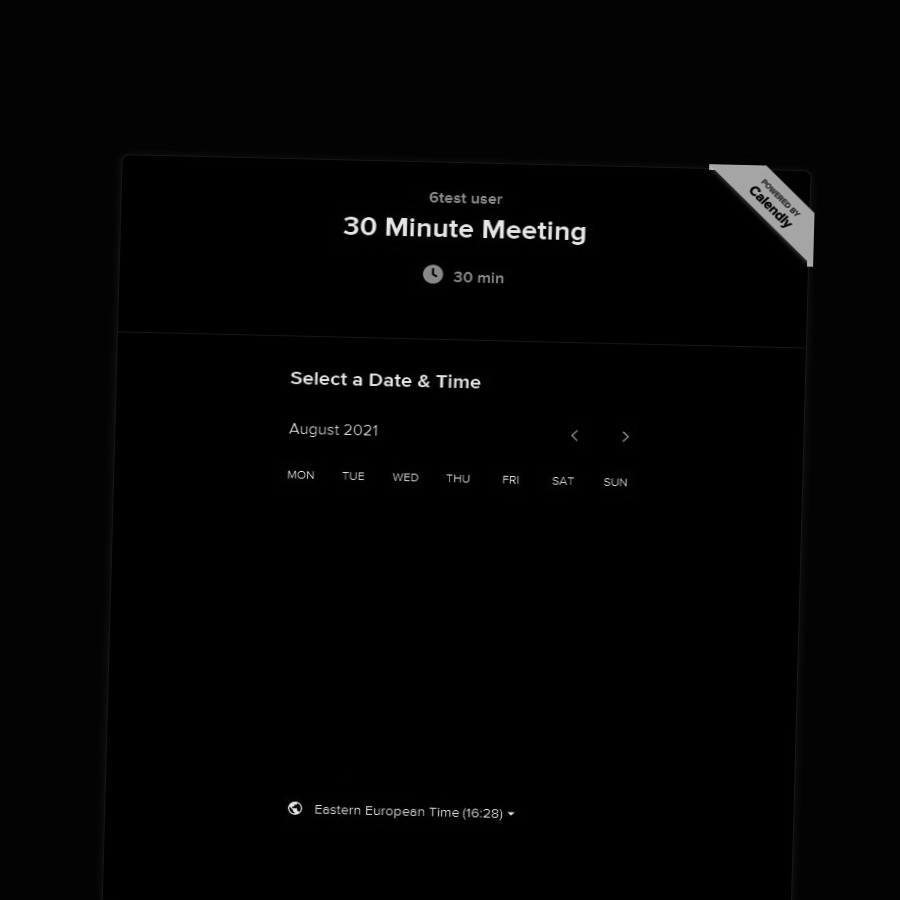 POWERED BY
Calendly
6test user
30 Minute Meeting
30 min
Select a Date & Time
August 2021
MON TUE WED THU FRI SAT SUN
Eastern European Time (16:28)